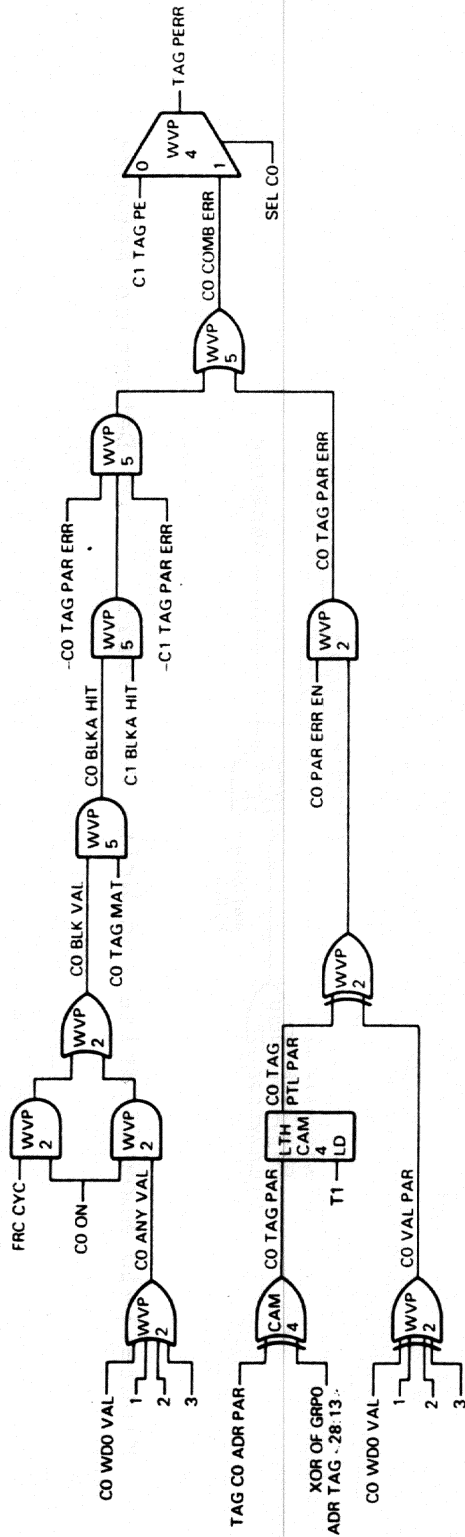 C0 WD0 VAL
1
2
3
WVP
2
C0 ANY VAL
FRC CYC
C0 ON
WVP
2
WVP
2
WVP
2
C0 BLK VAL
C0 TAG MAT
WVP
5
C0 BLKA HIT
C1 BLKA HIT
WVP
5
-C0 TAG PAR ERR
-C1 TAG PAR ERR
WVP
5
TAG C0 ADR PAR
XOR OF GRP0
ADR TAG <28:13>
CAM
4
C0 TAG PAR
T1
LTH
CAM
4
LD
C0 TAG
PTL PAR
C0 WD0 VAL
1
2
3
WVP
2
C0 VAL PAR
WVP
2
C0 PAR ERR EN
WVP
2
C0 TAG PAR ERR
WVP
5
C0 COMB ERR
C1 TAG PE
0
WVP
4
1
SEL C0
TAG PERR